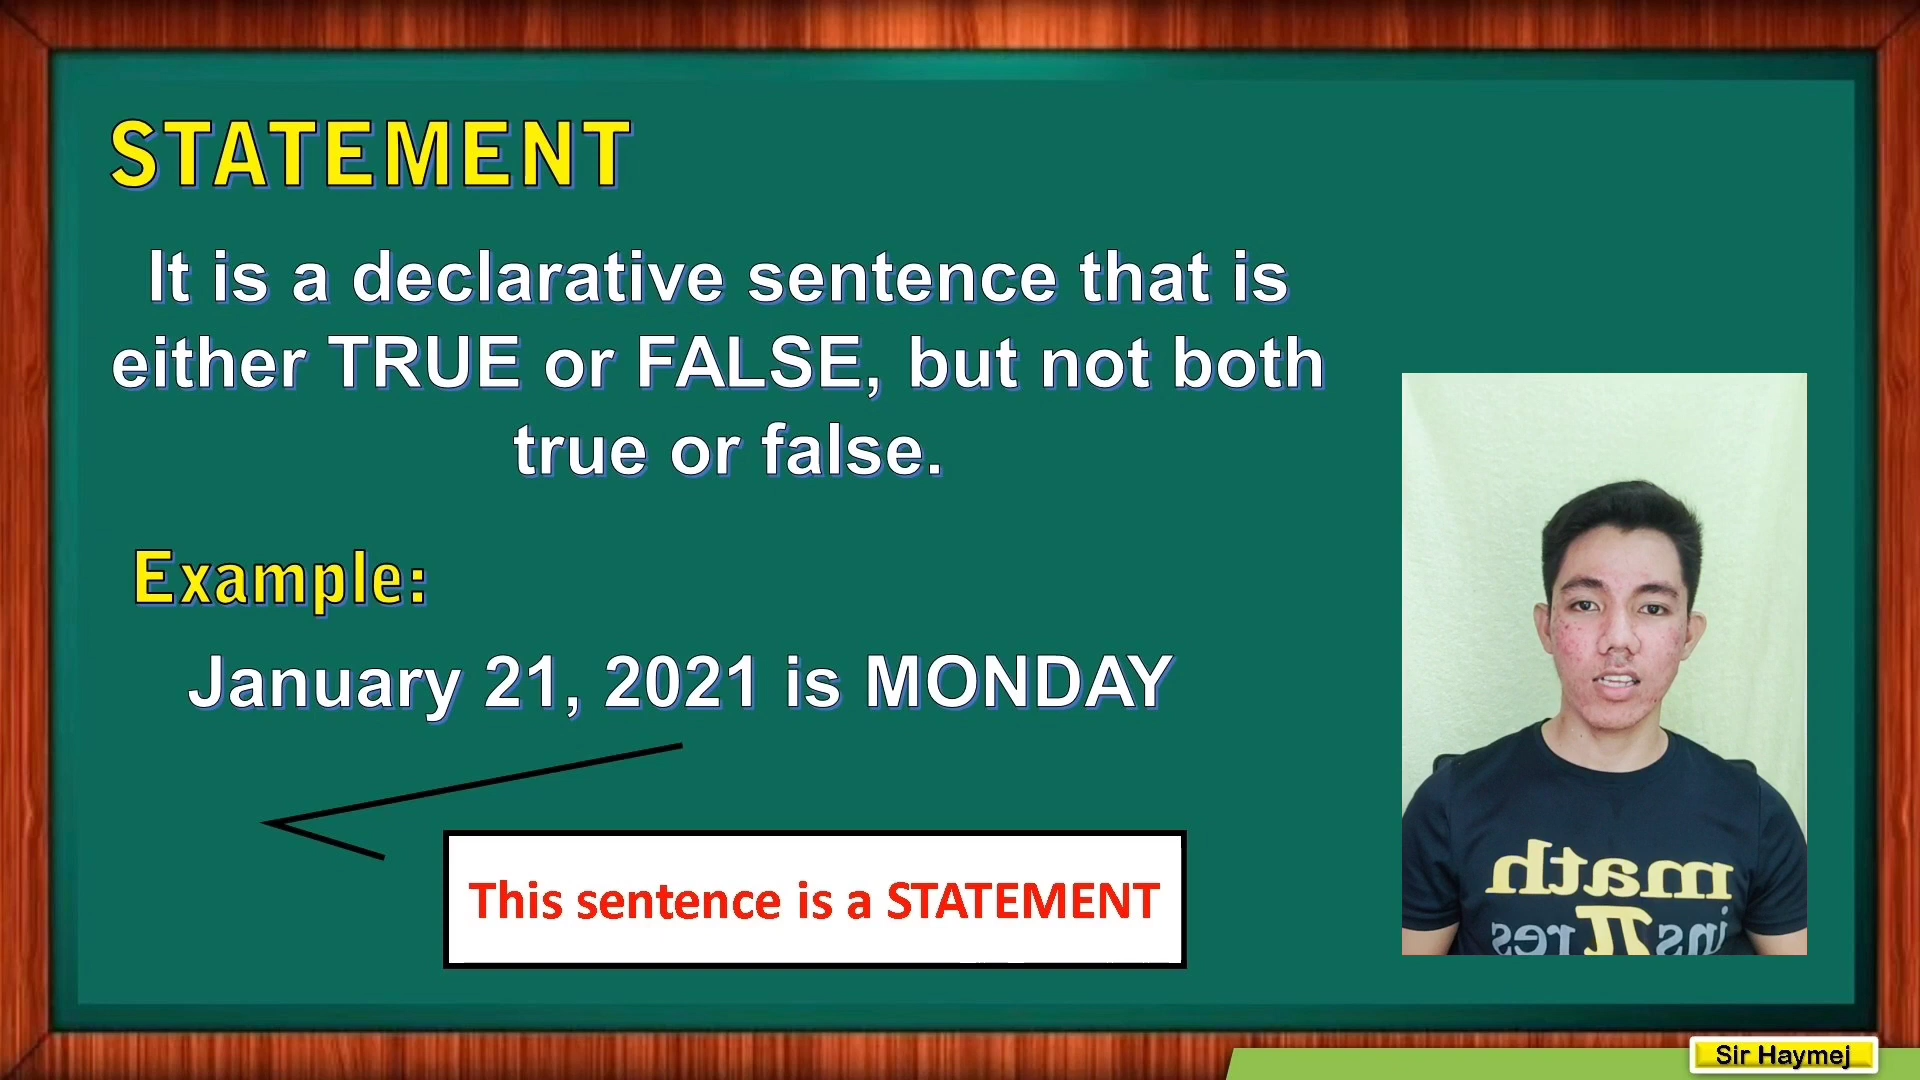 STATEMENT
It is a declarative sentence that is
either TRUE or FALSE, but not both
true or false.
Example:
January 21, 2021 is MONDAY
This sentence is a STATEMENT
math
insπres
Sir Haymej